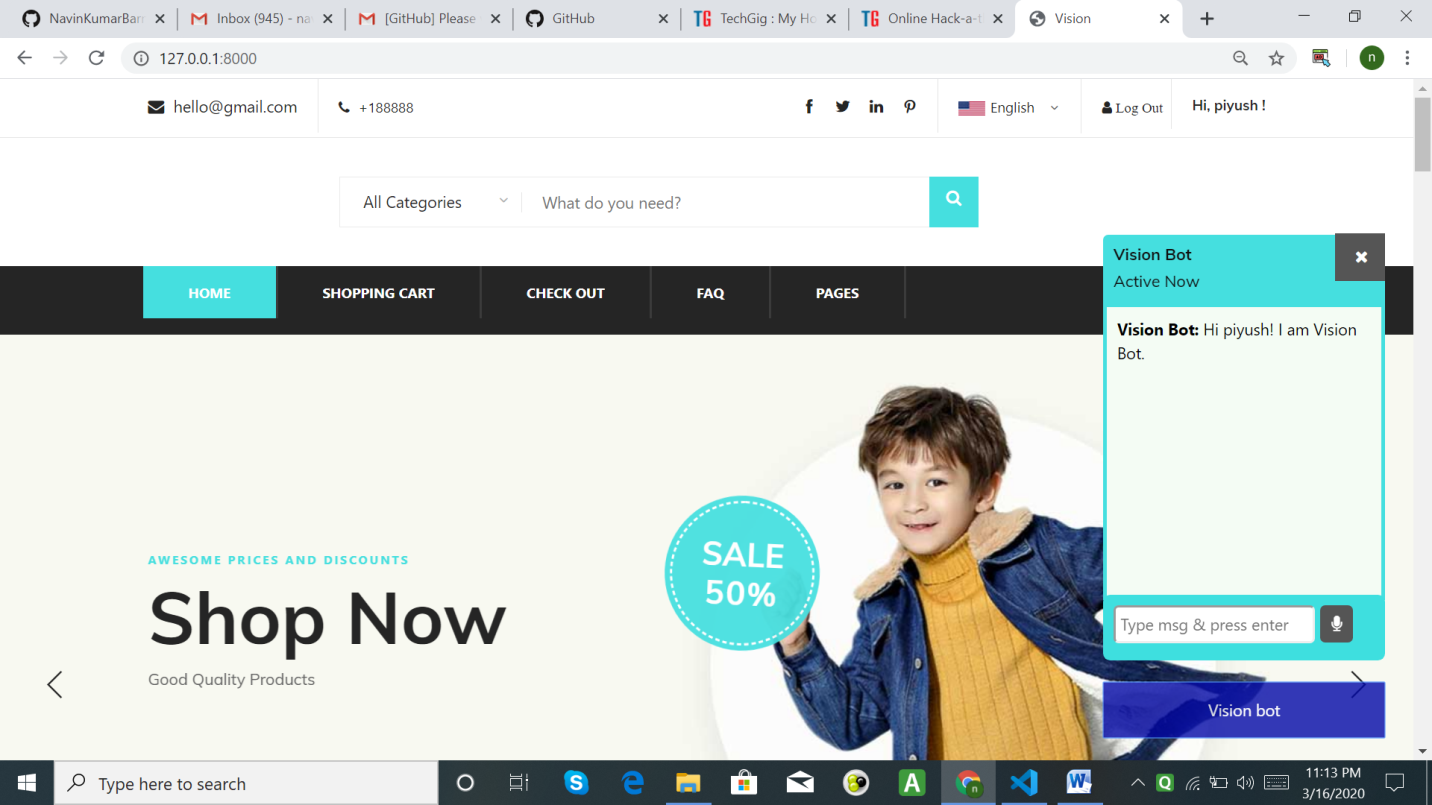 NavinKumarBar
Inbox (945) - na
[GitHub] Please
GitHub
TechGig : My Ho
Online Hack-a-t
Vision
127.0.0.1:8000
n
hello@gmail.com
+188888
English
Log Out
Hi, piyush !
All Categories
What do you need?
HOME
SHOPPING CART
CHECK OUT
FAQ
PAGES
Vision Bot
Active Now
Vision Bot: Hi piyush! I am Vision
Bot.
AWESOME PRICES AND DISCOUNTS
Shop Now
Good Quality Products
SALE
50%
Type msg & press enter
Vision bot
Type here to search
11:13 PM
3/16/2020